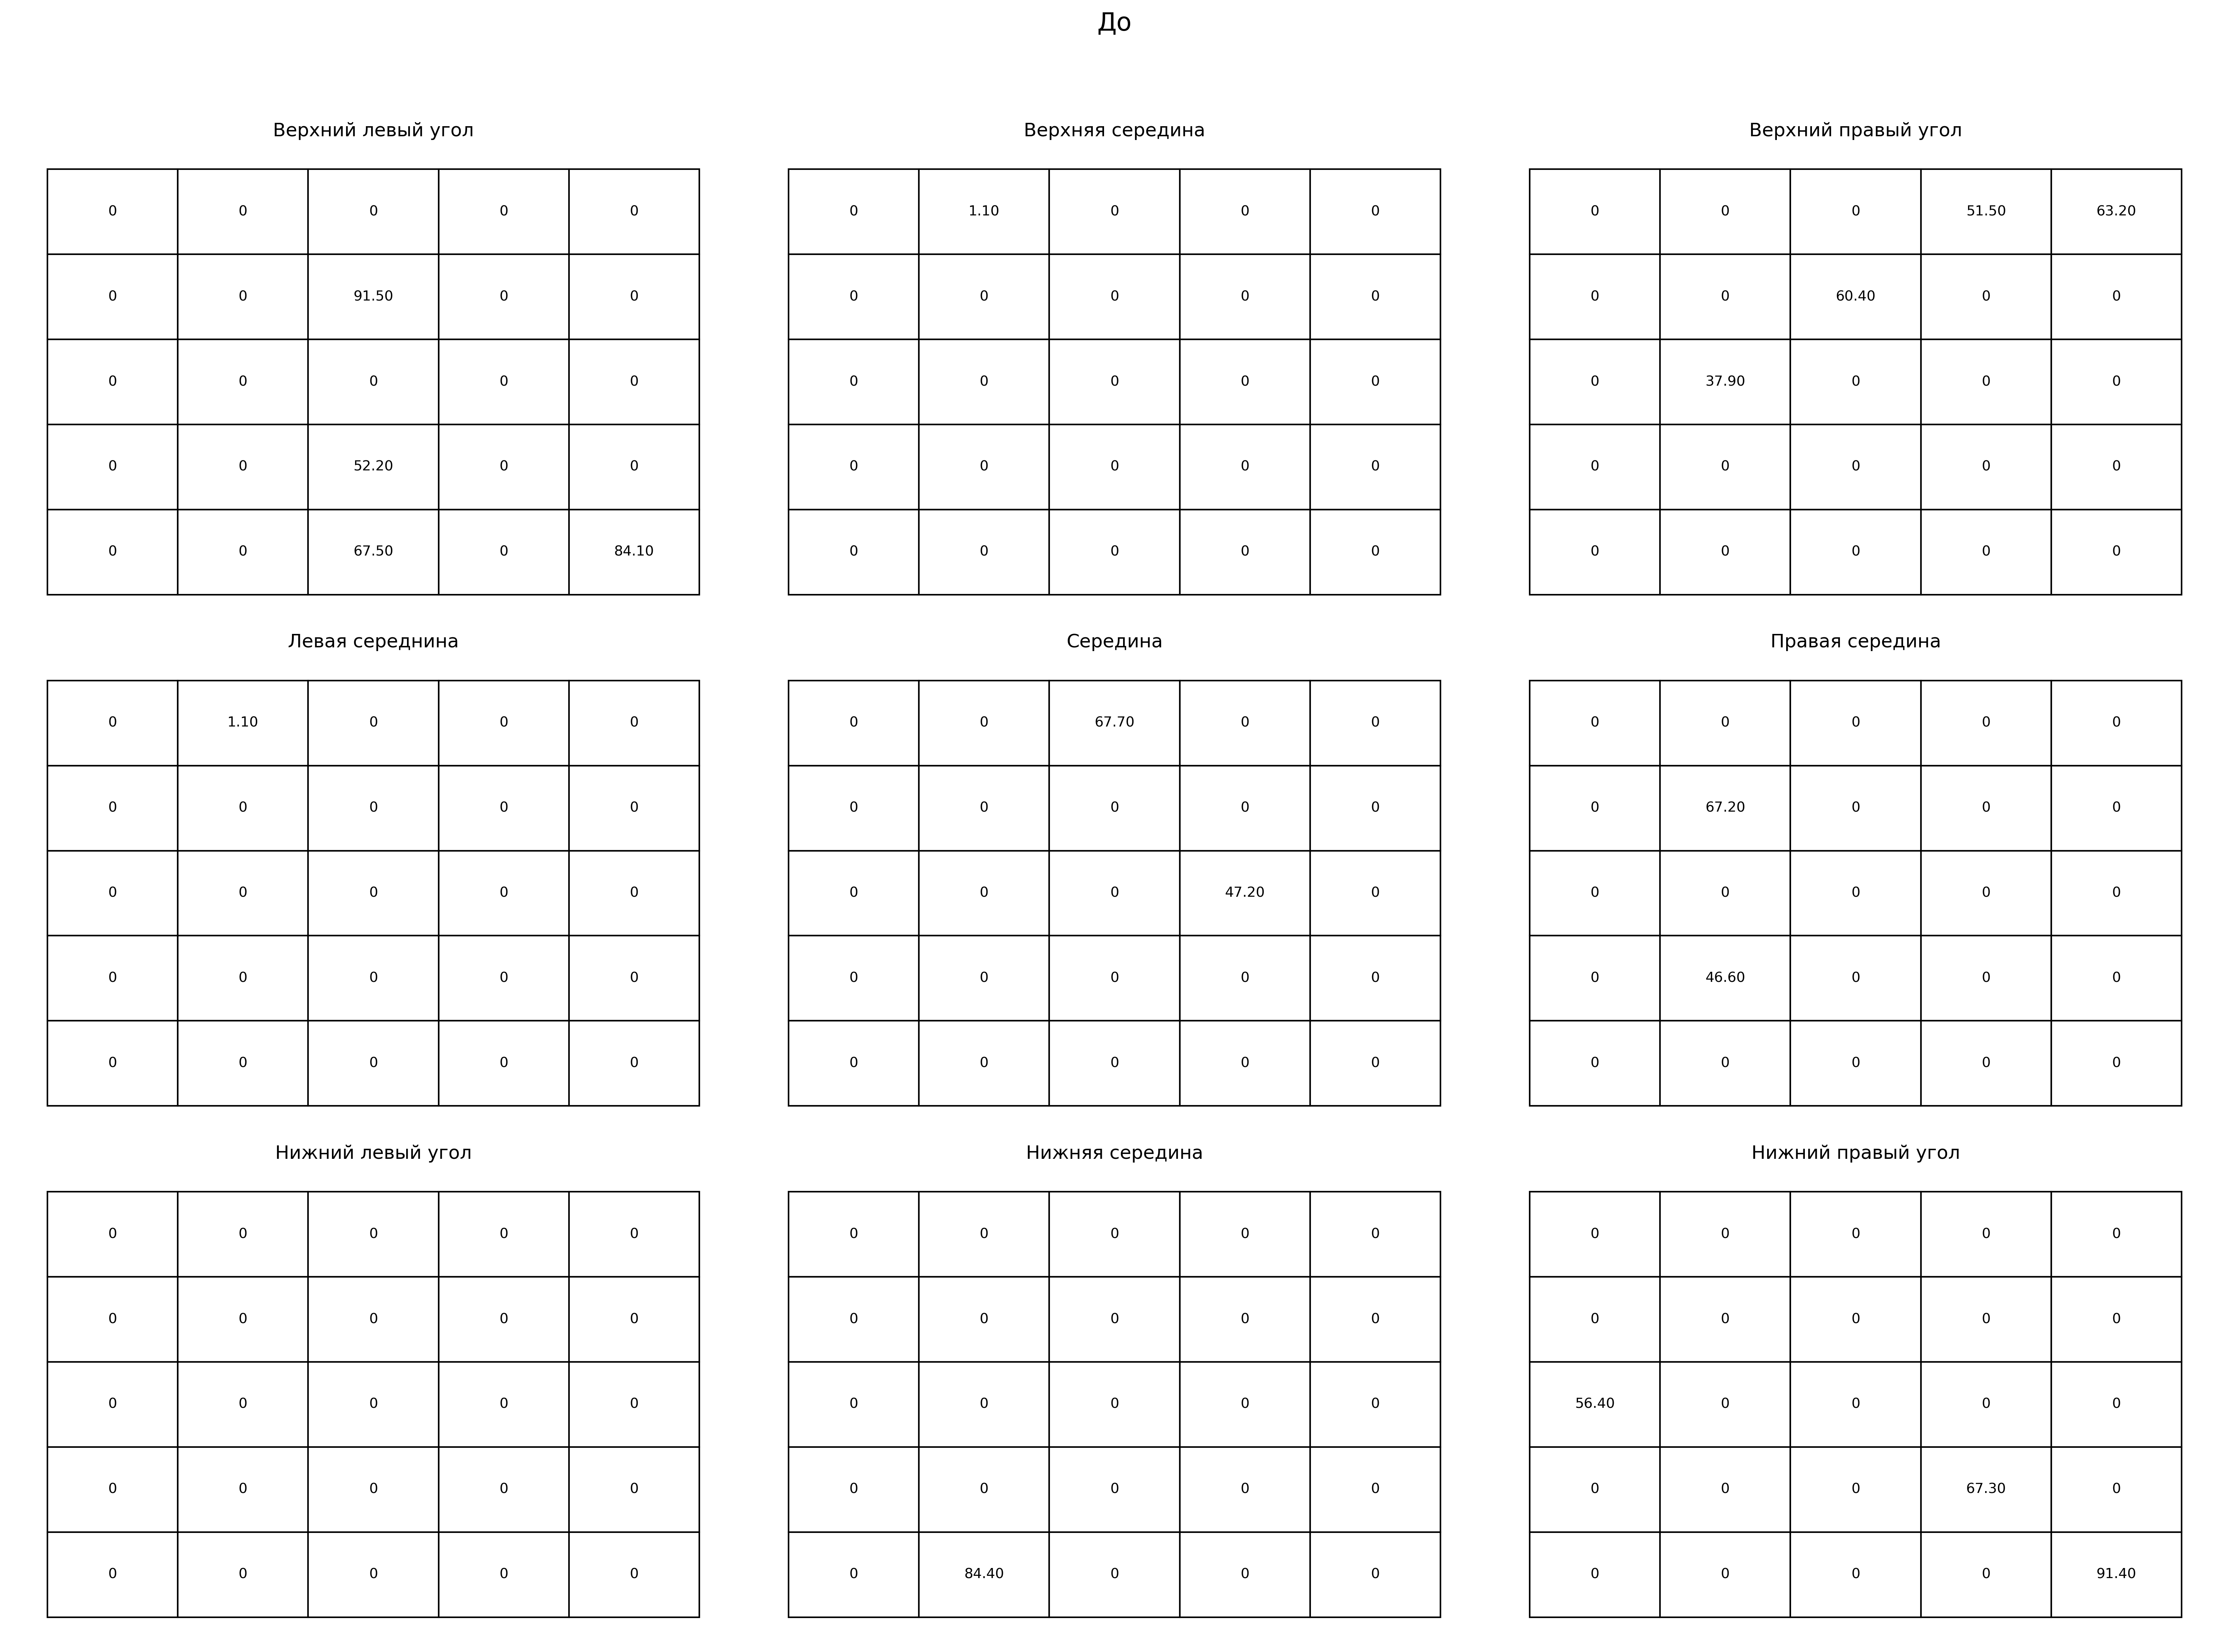 До
Верхний левый угол Верхняя середина Верхний правый угол
0 0 0 0 0 0 1.10 0 0 0 0 0 0 51.50 63.20
0 0 91.50 0 0 0 0 0 0 0 0 0 60.40 0 0
0 0 0 0 0 0 0 0 0 0 0 37.90 0 0 0
0 0 52.20 0 0 0 0 0 0 0 0 0 0 0 0
0 0 67.50 0 84.10 0 0 0 0 0 0 0 0 0 0
Левая середнина Середина Правая середина
0 1.10 0 0 0 0 0 67.70 0 0 0 0 0 0 0
0 0 0 0 0 0 0 0 0 0 0 67.20 0 0 0
0 0 0 0 0 0 0 0 47.20 0 0 0 0 0 0
0 0 0 0 0 0 0 0 0 0 0 46.60 0 0 0
0 0 0 0 0 0 0 0 0 0 0 0 0 0 0
Нижний левый угол Нижняя середина Нижний правый угол
0 0 0 0 0 0 0 0 0 0 0 0 0 0 0
0 0 0 0 0 0 0 0 0 0 0 0 0 0 0
0 0 0 0 0 0 0 0 0 0 56.40 0 0 0 0
0 0 0 0 0 0 0 0 0 0 0 0 0 67.30 0
0 0 0 0 0 0 84.40 0 0 0 0 0 0 0 91.40